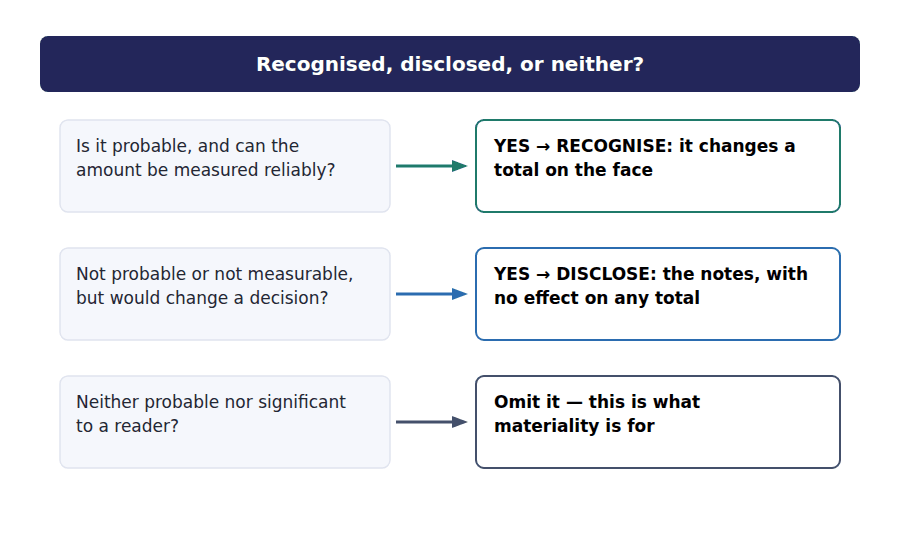 Recognised, disclosed, or neither?
Is it probable, and can the
amount be measured reliably?
YES → RECOGNISE: it changes a
total on the face
Not probable or not measurable,
but would change a decision?
YES → DISCLOSE: the notes, with
no effect on any total
Neither probable nor significant
to a reader?
Omit it — this is what
materiality is for